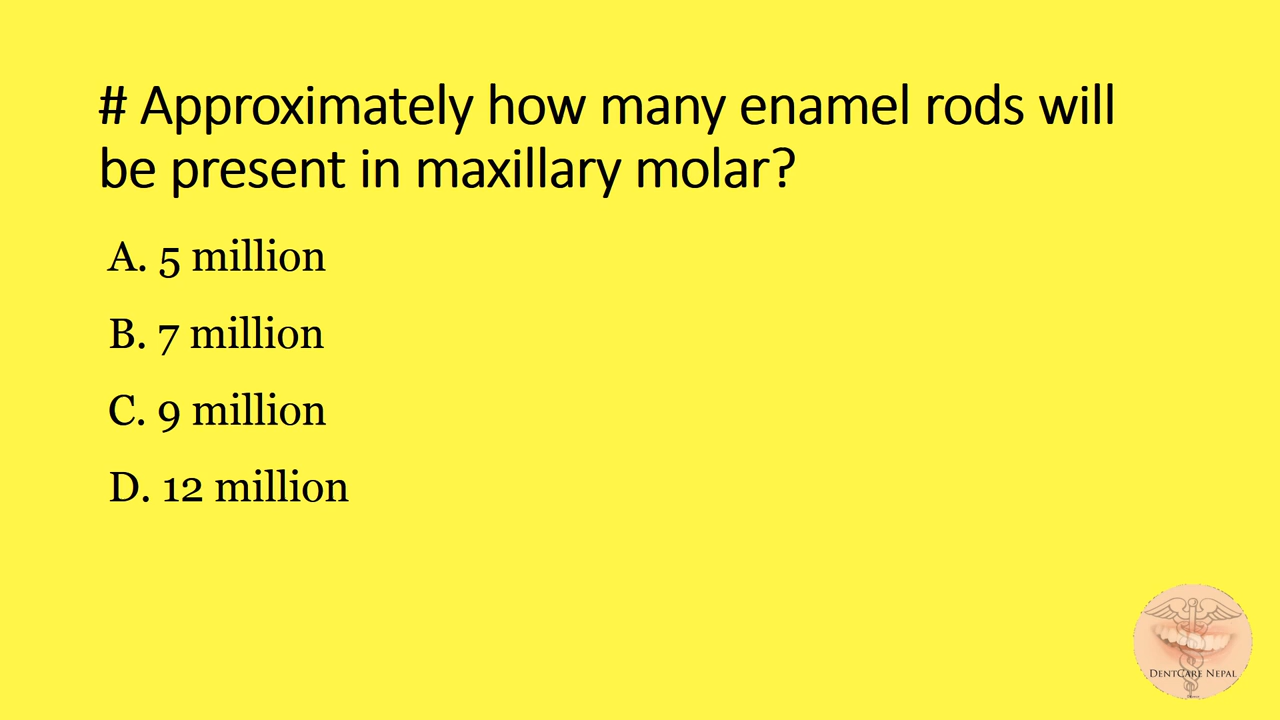 # Approximately how many enamel rods will
be present in maxillary molar?
A. 5 million
B. 7 million
C. 9 million
D. 12 million
DentCare Nepal